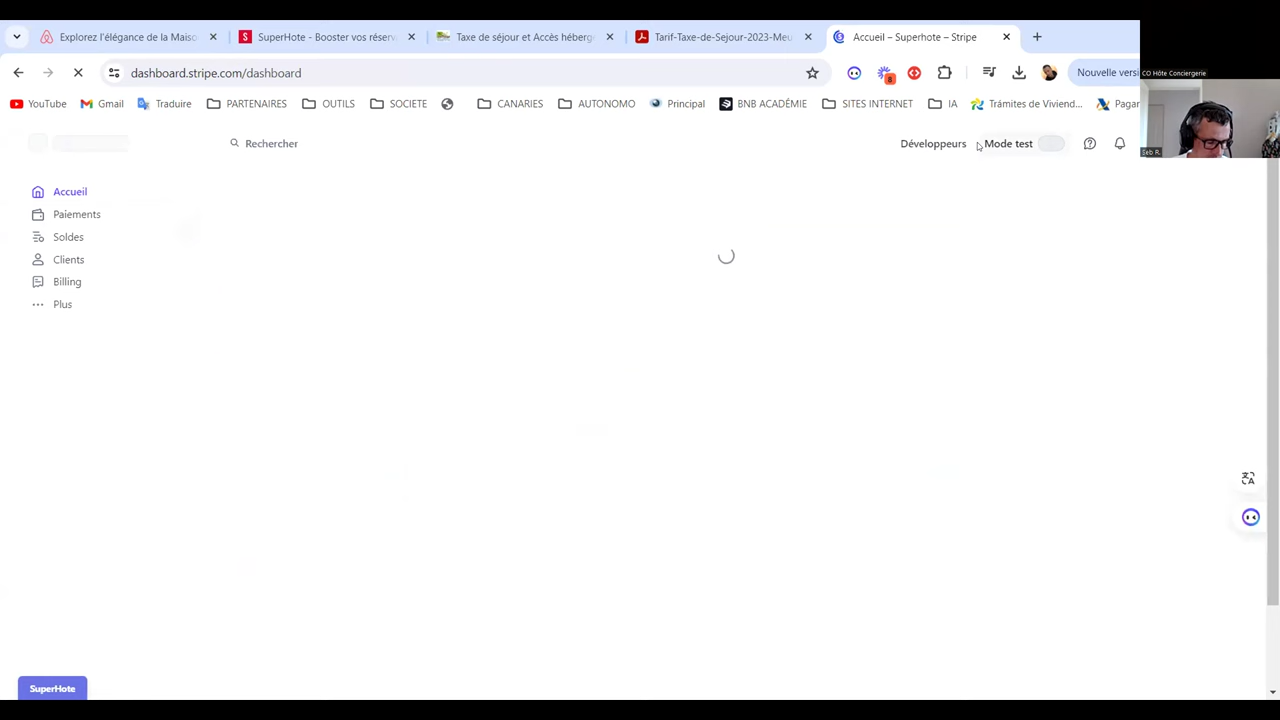 Explorez l'élégance de la Maiso
SuperHote - Booster vos réserv
Taxe de séjour et Accès héberg
Tarif-Taxe-de-Sejour-2023-Meu
Accueil – Superhote – Stripe
dashboard.stripe.com/dashboard
8
Nouvelle versi
CO Hôte Conciergerie
YouTube
Gmail
Traduire
PARTENAIRES
OUTILS
SOCIETE
CANARIES
AUTONOMO
Principal
BNB ACADÉMIE
SITES INTERNET
IA
Trámites de Viviend...
Pagar
Seb R.
Rechercher
Développeurs
Mode test
Accueil
Paiements
Soldes
Clients
Billing
Plus
SuperHote